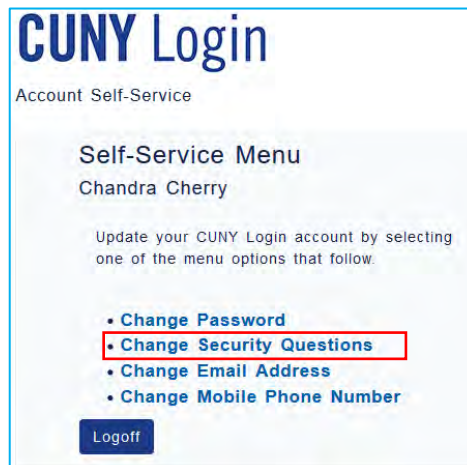 CUNY Login
Account Self-Service
Self-Service Menu
Chandra Cherry
Update your CUNY Login account by selecting
one of the menu options that follow.
• Change Password
• Change Security Questions
• Change Email Address
• Change Mobile Phone Number
Logoff